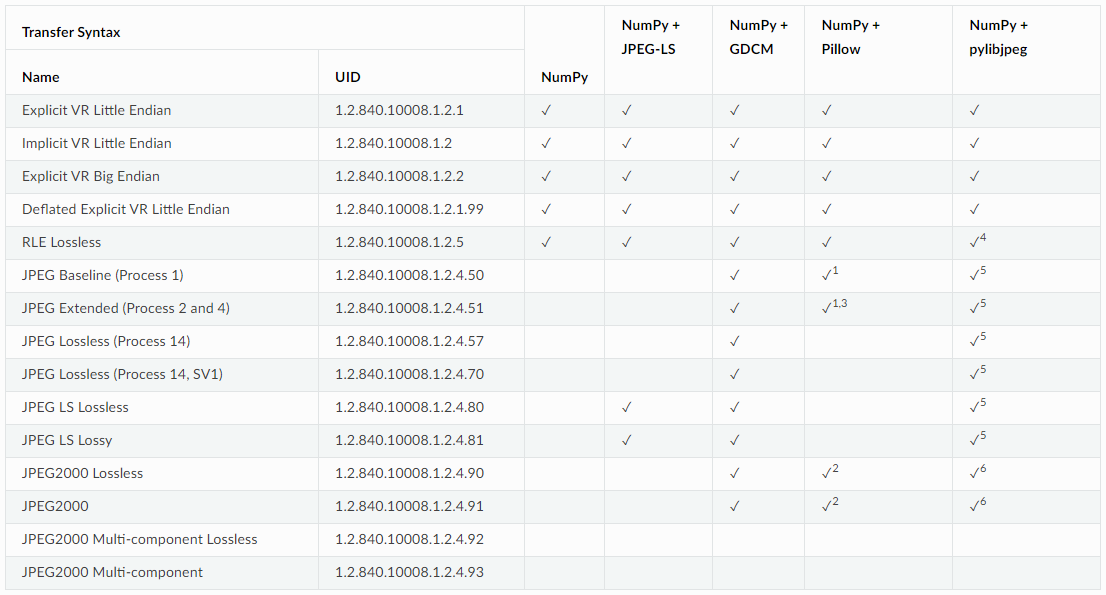 Transfer Syntax
NumPy + JPEG-LS
NumPy + GDCM
NumPy + Pillow
NumPy + pylibjpeg
Name UID NumPy
Explicit VR Little Endian 1.2.840.10008.1.2.1 ✓ ✓ ✓ ✓ ✓
Implicit VR Little Endian 1.2.840.10008.1.2 ✓ ✓ ✓ ✓ ✓
Explicit VR Big Endian 1.2.840.10008.1.2.2 ✓ ✓ ✓ ✓ ✓
Deflated Explicit VR Little Endian 1.2.840.10008.1.2.1.99 ✓ ✓ ✓ ✓ ✓
RLE Lossless 1.2.840.10008.1.2.5 ✓ ✓ ✓ ✓ ✓4
JPEG Baseline (Process 1) 1.2.840.10008.1.2.4.50 ✓ ✓1 ✓5
JPEG Extended (Process 2 and 4) 1.2.840.10008.1.2.4.51 ✓ ✓1,3 ✓5
JPEG Lossless (Process 14) 1.2.840.10008.1.2.4.57 ✓ ✓5
JPEG Lossless (Process 14, SV1) 1.2.840.10008.1.2.4.70 ✓ ✓5
JPEG LS Lossless 1.2.840.10008.1.2.4.80 ✓ ✓ ✓5
JPEG LS Lossy 1.2.840.10008.1.2.4.81 ✓ ✓ ✓5
JPEG2000 Lossless 1.2.840.10008.1.2.4.90 ✓ ✓2 ✓6
JPEG2000 1.2.840.10008.1.2.4.91 ✓ ✓2 ✓6
JPEG2000 Multi-component Lossless 1.2.840.10008.1.2.4.92
JPEG2000 Multi-component 1.2.840.10008.1.2.4.93